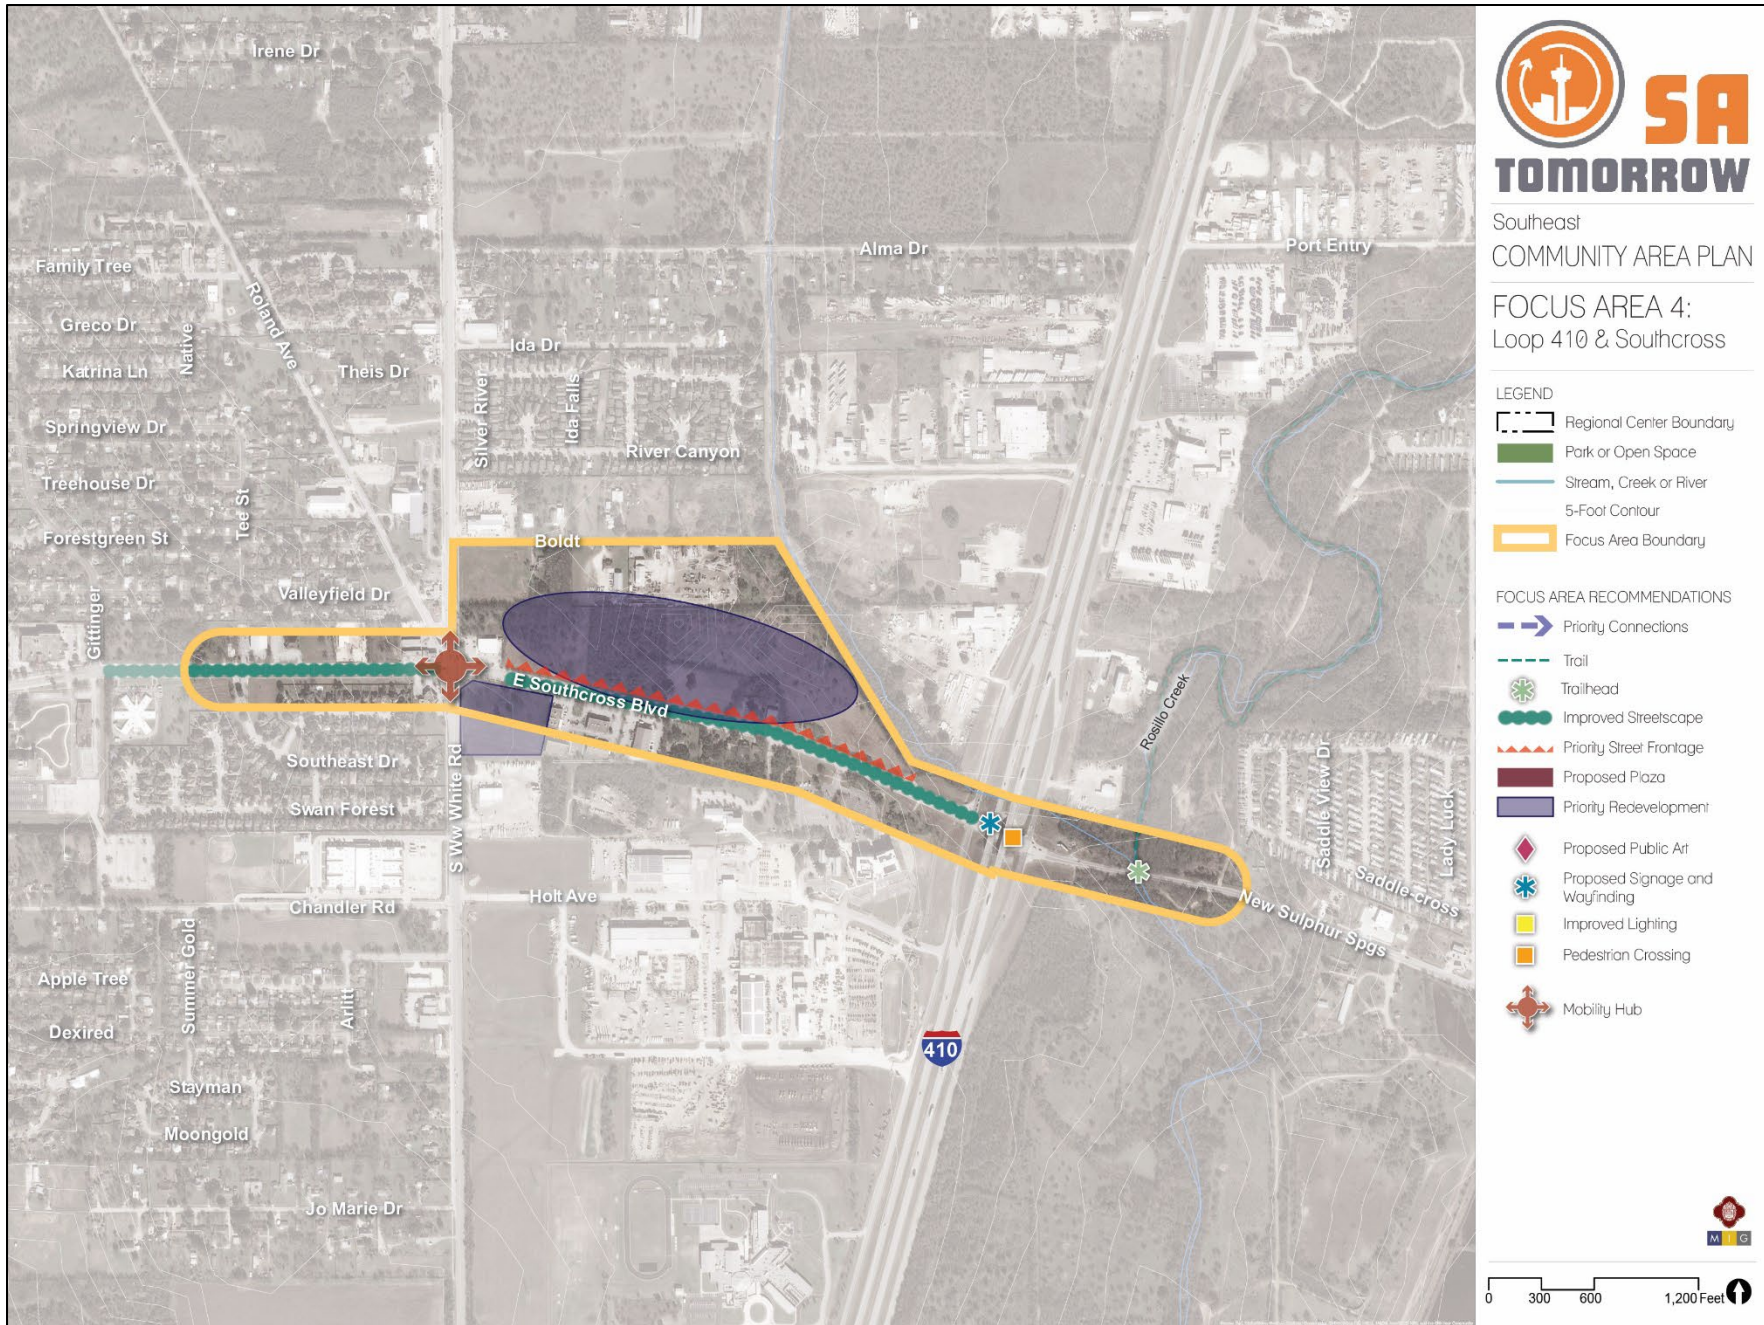 Irene Dr
Alma Dr
Port Entry
Family Tree
Roland Ave
Greco Dr
Native
Ida Dr
Katrina Ln
Theis Dr
Silver River
Ida Falls
Springview Dr
River Canyon
Treehouse Dr
Tee St
Forestgreen St
Boldt
Valleyfield Dr
Gittinger
E Southcross Blvd
Rosillo Creek
S Ww White Rd
Southeast Dr
Swan Forest
Saddle View Dr
Lady Luck
Saddle-cross
Holt Ave
Chandler Rd
New Sulphur Spgs
Summer Gold
Apple Tree
Arlitt
Dexired
410
Stayman
Moongold
Jo Marie Dr
SA
TOMORROW
Southeast
COMMUNITY AREA PLAN
FOCUS AREA 4:
Loop 410 & Southcross
LEGEND
Regional Center Boundary
Park or Open Space
Stream, Creek or River
5-Foot Contour
Focus Area Boundary
FOCUS AREA RECOMMENDATIONS
Priority Connections
Trail
Trailhead
Improved Streetscape
Priority Street Frontage
Proposed Plaza
Priority Redevelopment
Proposed Public Art
Proposed Signage and
Wayfinding
Improved Lighting
Pedestrian Crossing
Mobility Hub
M I G
0 300 600 1,200 Feet